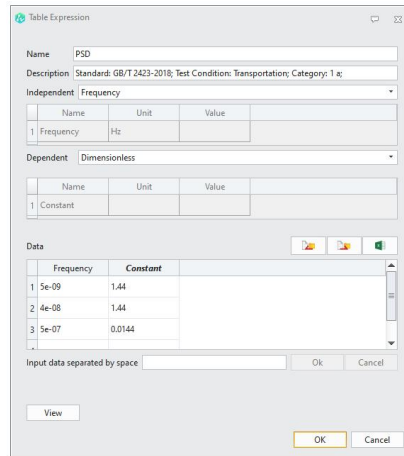 Table Expression
Name PSD
Description Standard: GB/T 2423-2018; Test Condition: Transportation; Category: 1 a;
Independent Frequency
Name Unit Value
1 Frequency Hz
Dependent Dimensionless
Name Unit Value
1 Constant
Data
Frequency Constant
1 5e-09 1.44
2 4e-08 1.44
3 5e-07 0.0144
Input data separated by space Ok Cancel
View
OK Cancel